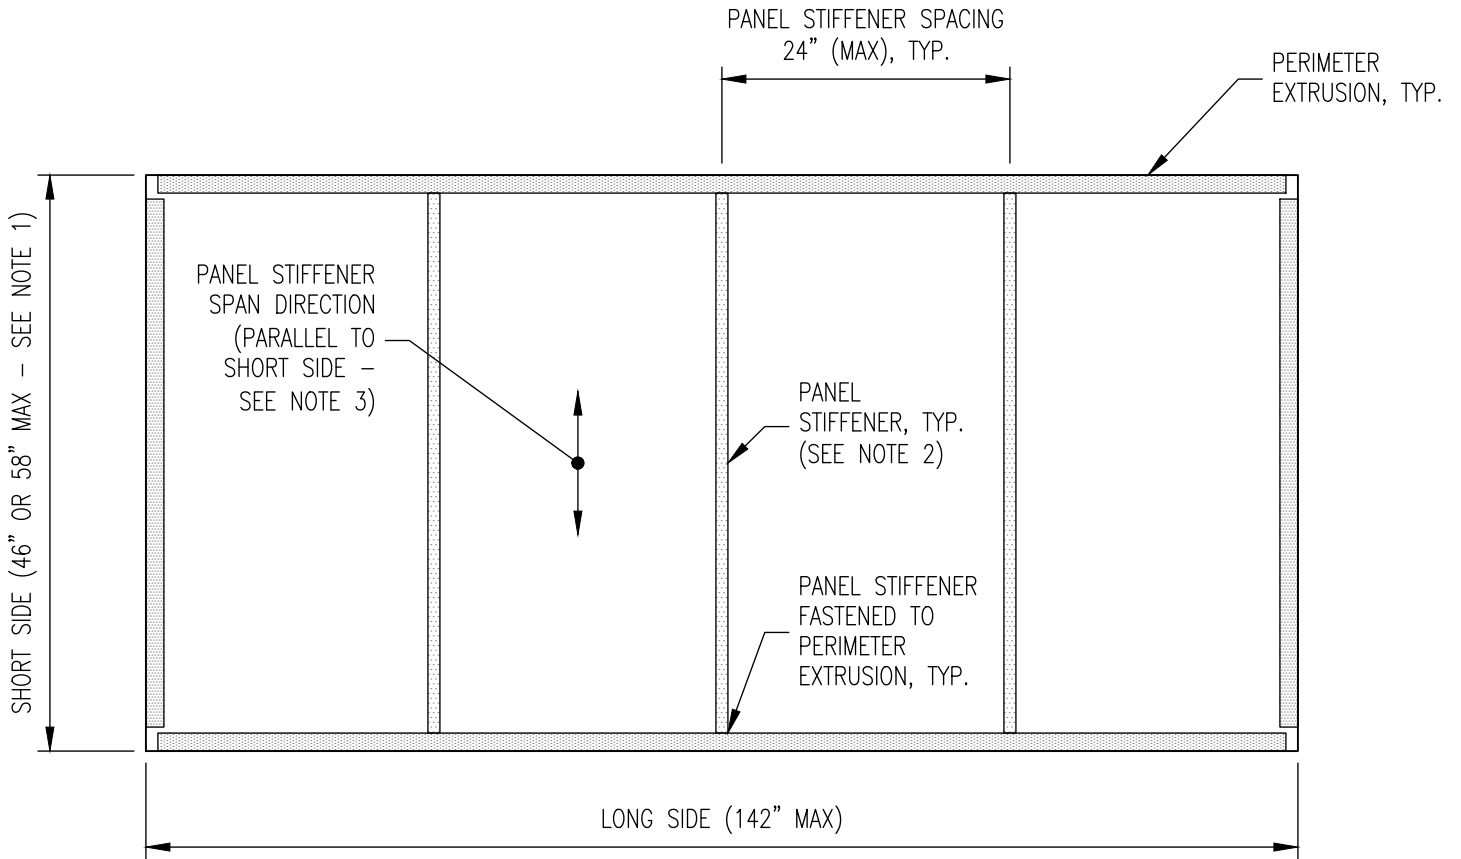 PANEL STIFFENER SPACING
24” (MAX), TYP.
PERIMETER
EXTRUSION, TYP.
SHORT SIDE (46” OR 58” MAX – SEE NOTE 1)
PANEL STIFFENER
SPAN DIRECTION
(PARALLEL TO
SHORT SIDE –
SEE NOTE 3)
PANEL
STIFFENER, TYP.
(SEE NOTE 2)
PANEL STIFFENER
FASTENED TO
PERIMETER
EXTRUSION, TYP.
LONG SIDE (142” MAX)